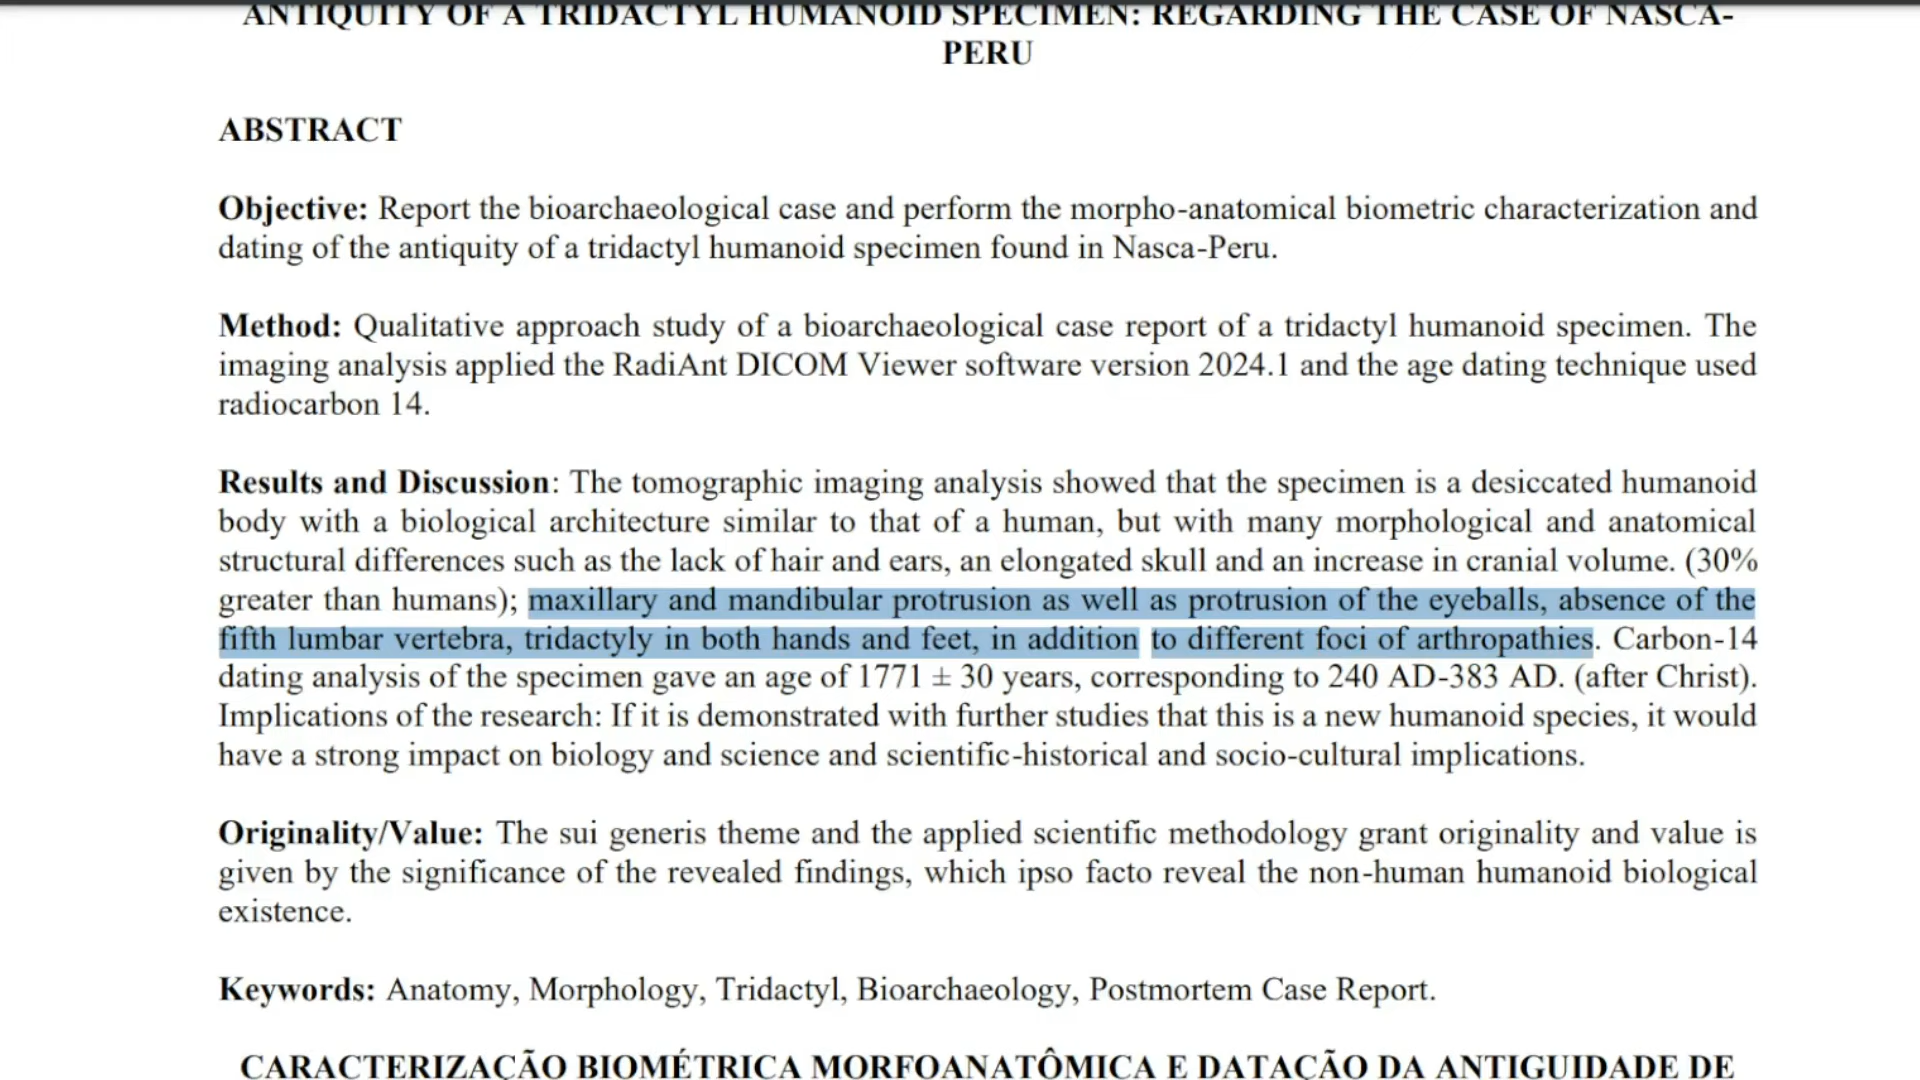 ANTIQUITY OF A TRIDACTYL HUMANOID SPECIMEN: REGARDING THE CASE OF NASCA-
PERU
ABSTRACT
Objective: Report the bioarchaeological case and perform the morpho-anatomical biometric characterization and
dating of the antiquity of a tridactyl humanoid specimen found in Nasca-Peru.
Method: Qualitative approach study of a bioarchaeological case report of a tridactyl humanoid specimen. The
imaging analysis applied the RadiAnt DICOM Viewer software version 2024.1 and the age dating technique used
radiocarbon 14.
Results and Discussion: The tomographic imaging analysis showed that the specimen is a desiccated humanoid
body with a biological architecture similar to that of a human, but with many morphological and anatomical
structural differences such as the lack of hair and ears, an elongated skull and an increase in cranial volume. (30%
greater than humans); maxillary and mandibular protrusion as well as protrusion of the eyeballs, absence of the
fifth lumbar vertebra, tridactyly in both hands and feet, in addition to different foci of arthropathies. Carbon-14
dating analysis of the specimen gave an age of 1771 ± 30 years, corresponding to 240 AD-383 AD. (after Christ).
Implications of the research: If it is demonstrated with further studies that this is a new humanoid species, it would
have a strong impact on biology and science and scientific-historical and socio-cultural implications.
Originality/Value: The sui generis theme and the applied scientific methodology grant originality and value is
given by the significance of the revealed findings, which ipso facto reveal the non-human humanoid biological
existence.
Keywords: Anatomy, Morphology, Tridactyl, Bioarchaeology, Postmortem Case Report.
CARACTERIZAÇÃO BIOMÉTRICA MORFOANATÔMICA E DATAÇÃO DA ANTIGUIDADE DE